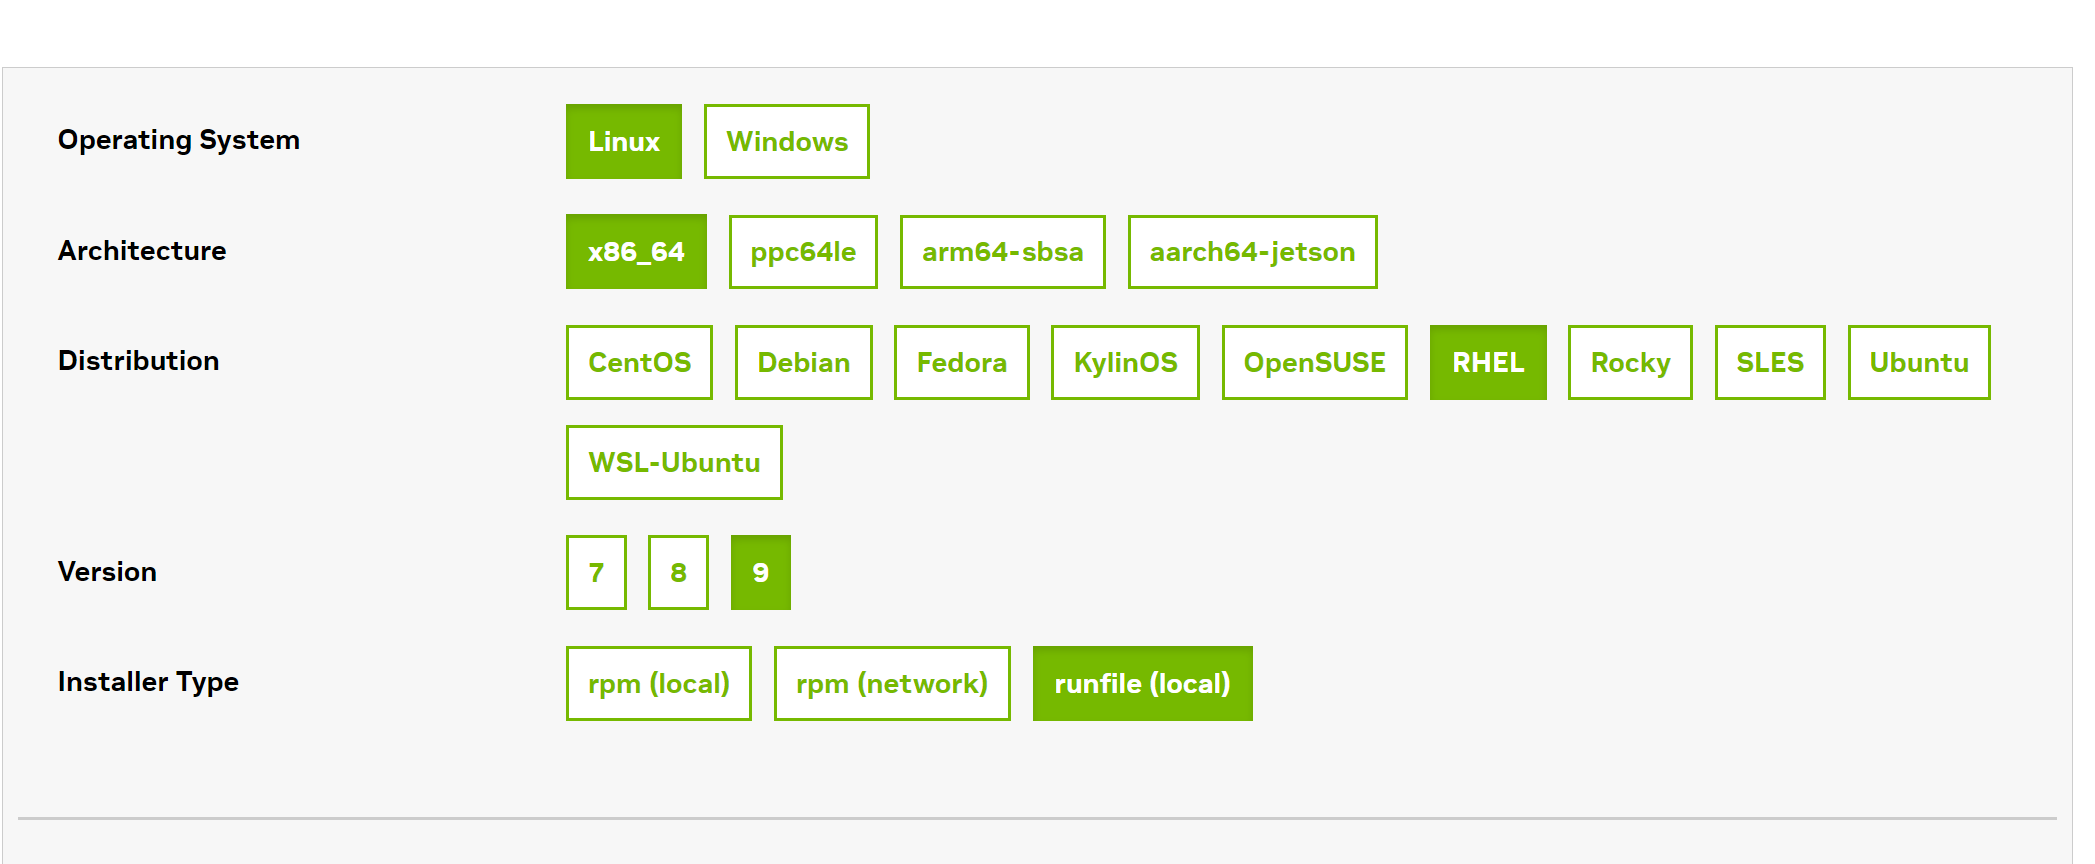 Operating System Linux Windows
Architecture x86_64 ppc64le arm64-sbsa aarch64-jetson
Distribution CentOS Debian Fedora KylinOS OpenSUSE RHEL Rocky SLES Ubuntu
WSL-Ubuntu
Version 7 8 9
Installer Type rpm (local) rpm (network) runfile (local)